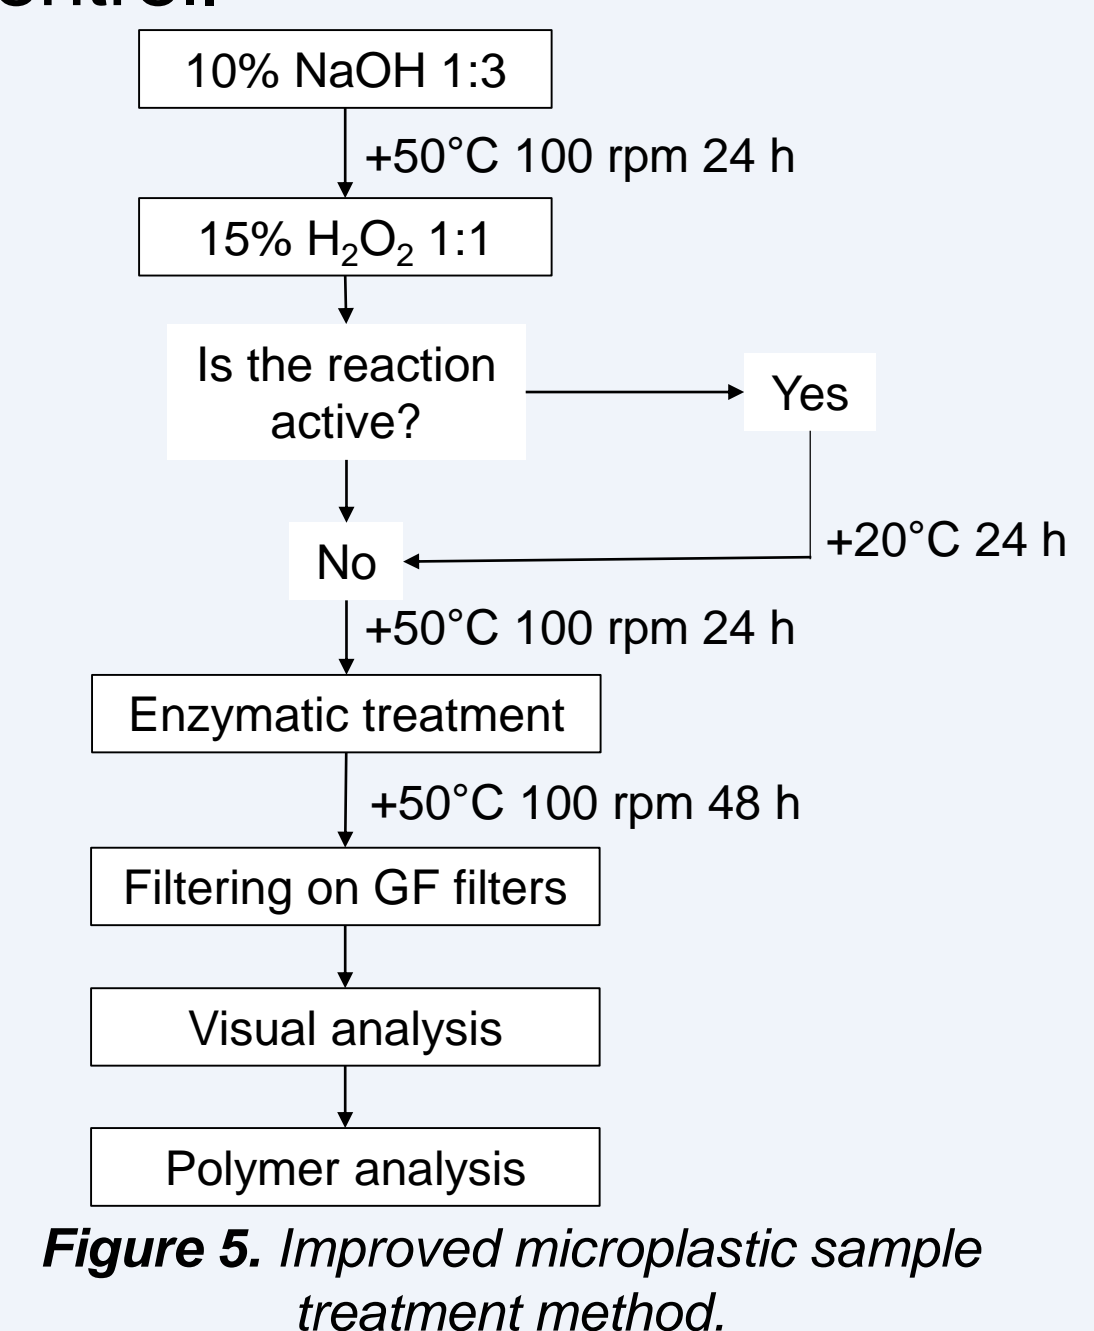 10% NaOH 1:3
+50°C 100 rpm 24 h
15% H₂O₂ 1:1
Is the reaction
active?
Yes
+20°C 24 h
No
+50°C 100 rpm 24 h
Enzymatic treatment
+50°C 100 rpm 48 h
Filtering on GF filters
Visual analysis
Polymer analysis
Figure 5. Improved microplastic sample
treatment method.